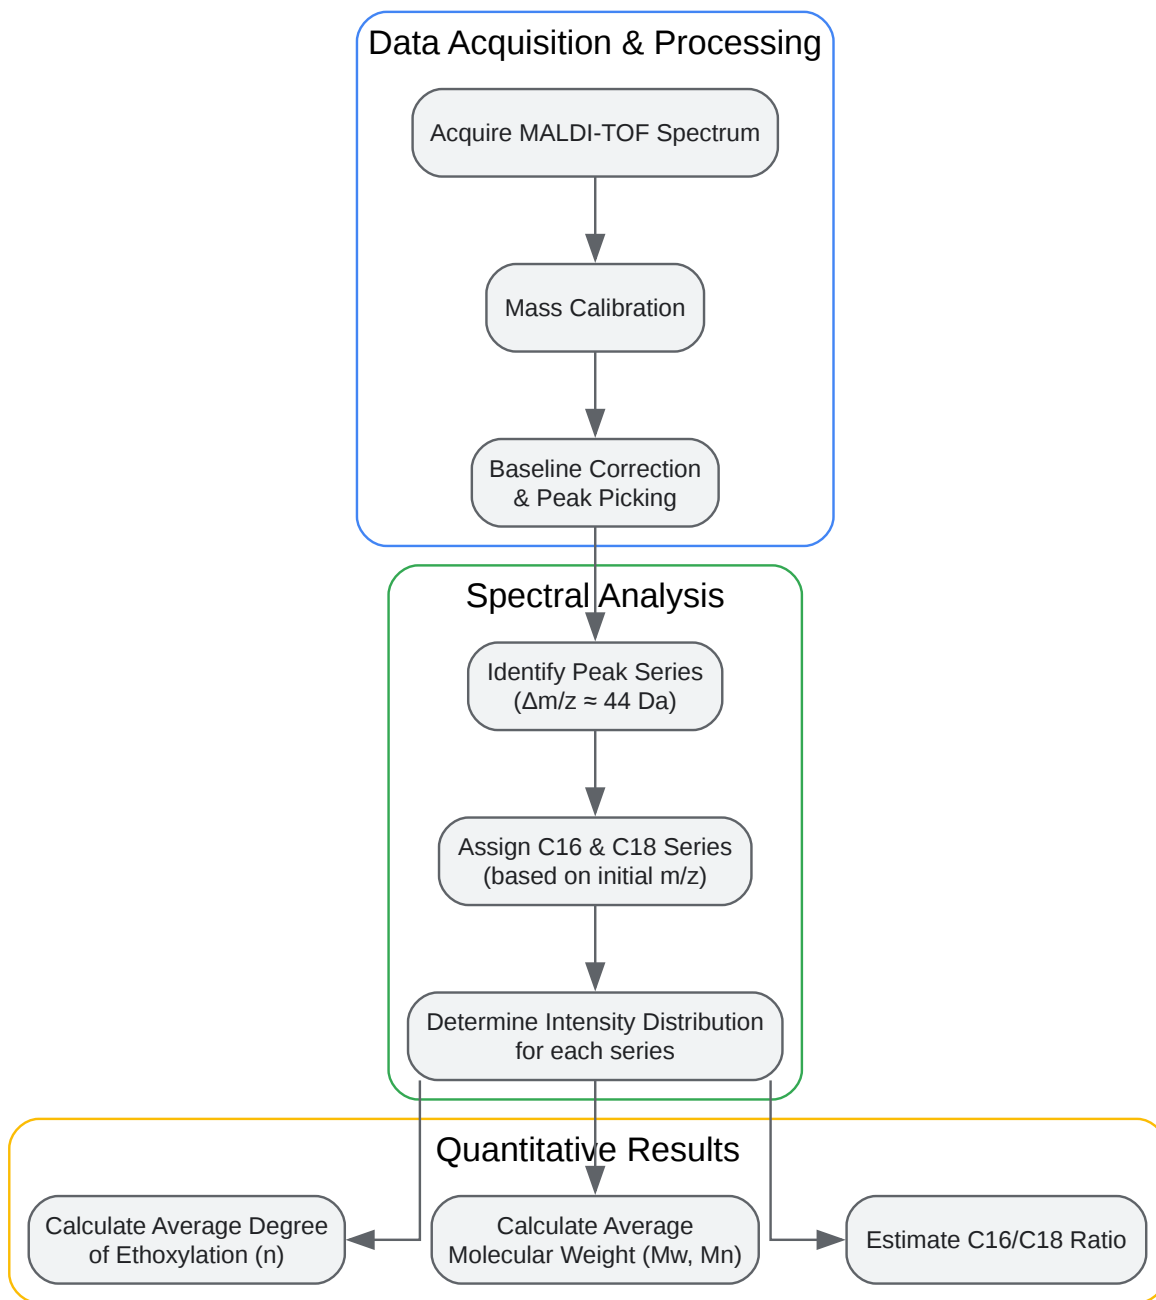 Data Acquisition & Processing
Acquire MALDI-TOF Spectrum
Mass Calibration
Baseline Correction
& Peak Picking
Spectral Analysis
Identify Peak Series
(Δm/z ≈ 44 Da)
Assign C16 & C18 Series
(based on initial m/z)
Determine Intensity Distribution
for each series
Quantitative Results
Calculate Average Degree
of Ethoxylation (n)
Calculate Average
Molecular Weight (Mw, Mn)
Estimate C16/C18 Ratio